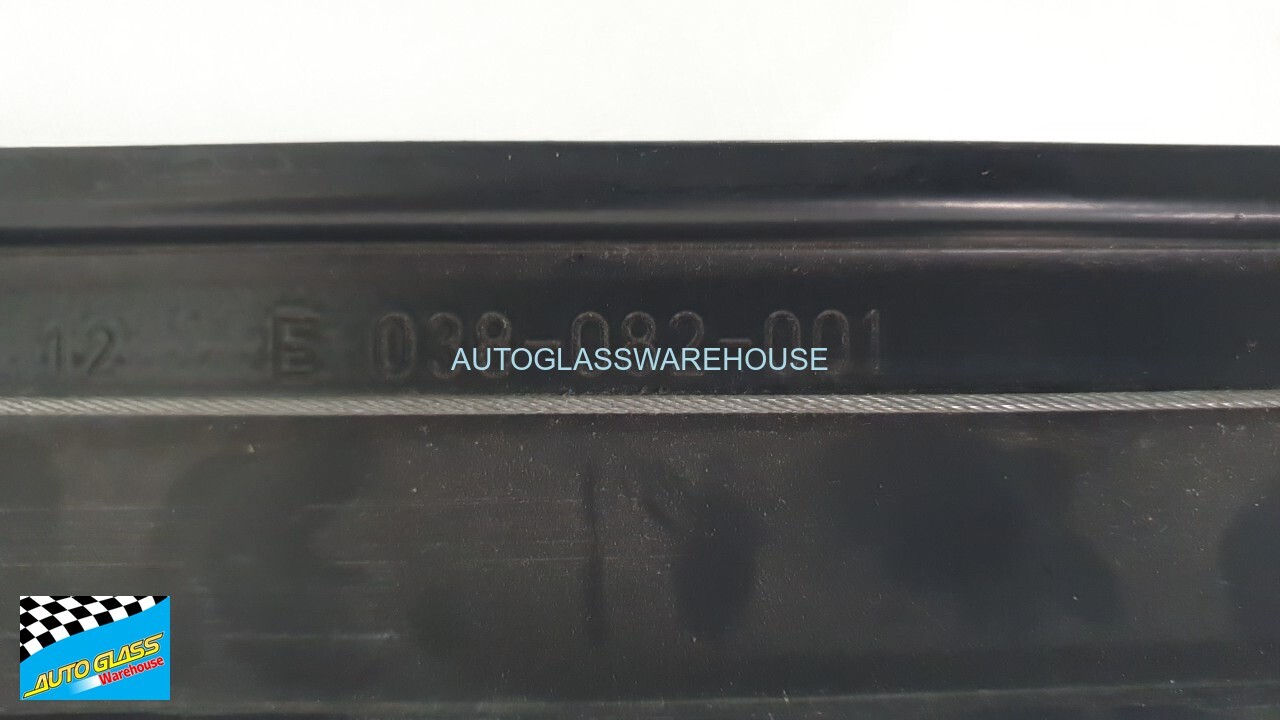 12 E 038-082-001
AUTOGLASSWAREHOUSE
AUTO GLASS
Warehouse